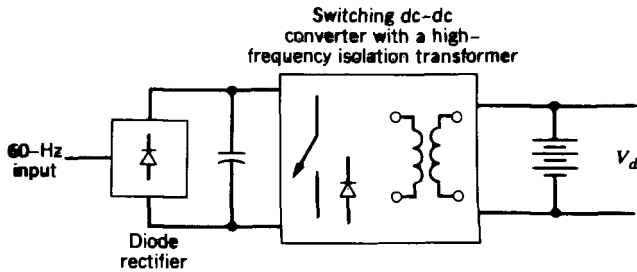 Switching dc–dc
converter with a high–
frequency isolation transformer
60–Hz
input
Diode
rectifier
V_d